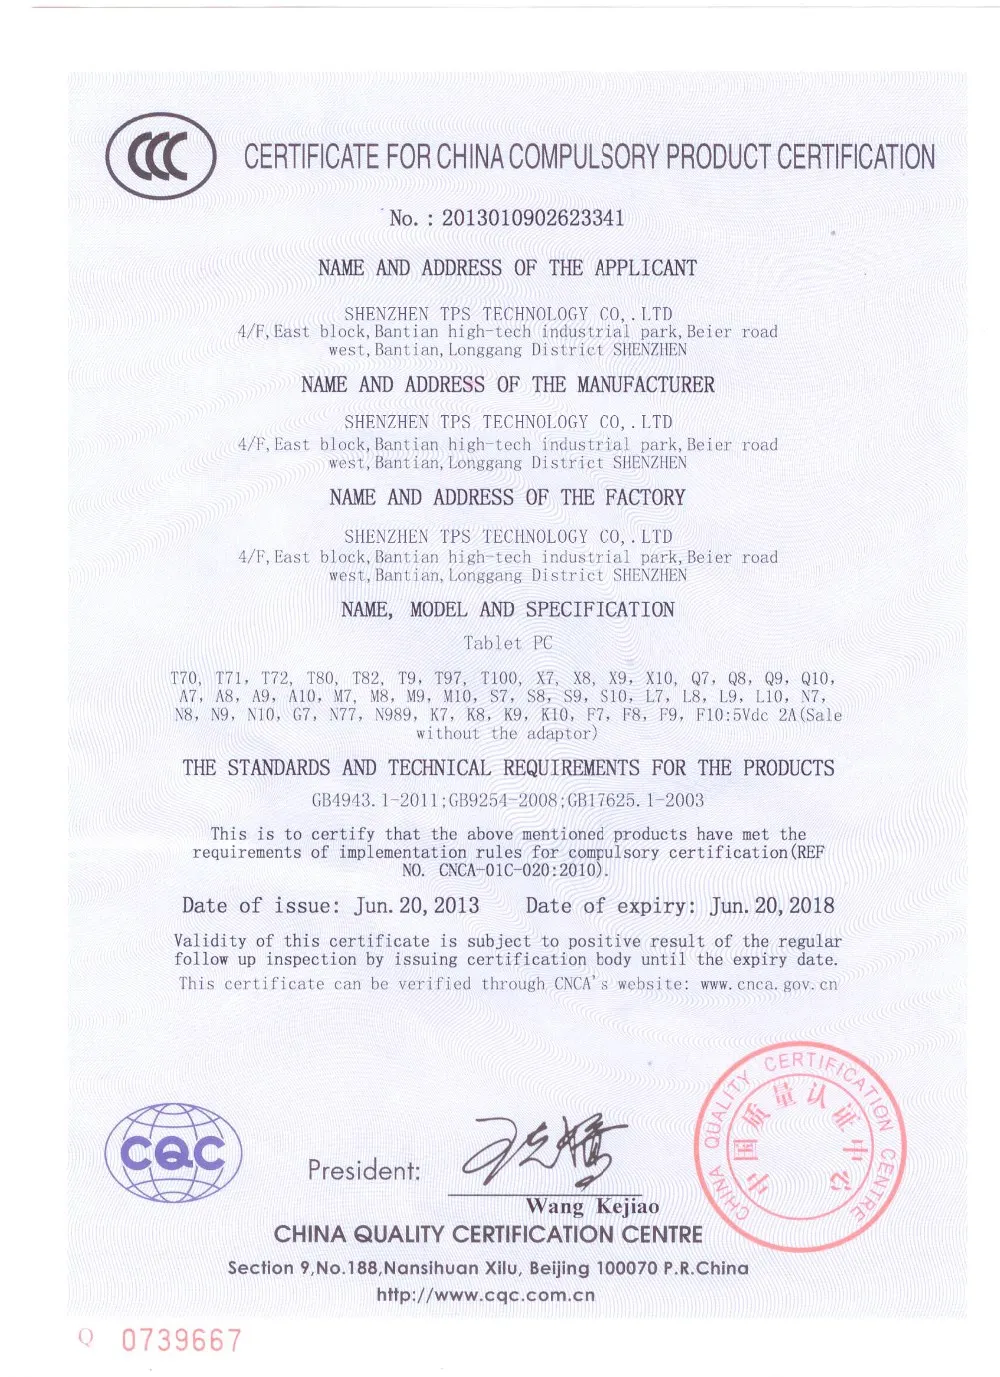 CERTIFICATE FOR CHINA COMPULSORY PRODUCT CERTIFICATION
No. : 2013010902623341
NAME AND ADDRESS OF THE APPLICANT
SHENZHEN TPS TECHNOLOGY CO,.LTD
4/F,East block,Bantian high-tech industrial park,Beier road
west,Bantian,Longgang District SHENZHEN
NAME AND ADDRESS OF THE MANUFACTURER
SHENZHEN TPS TECHNOLOGY CO,.LTD
4/F,East block,Bantian high-tech industrial park,Beier road
west,Bantian,Longgang District SHENZHEN
NAME AND ADDRESS OF THE FACTORY
SHENZHEN TPS TECHNOLOGY CO,.LTD
4/F,East block,Bantian high-tech industrial park,Beier road
west,Bantian,Longgang District SHENZHEN
NAME, MODEL AND SPECIFICATION
Tablet PC
T70, T71, T72, T80, T82, T9, T97, T100, X7, X8, X9, X10, Q7, Q8, Q9, Q10,
A7, A8, A9, A10, M7, M8, M9, M10, S7, S8, S9, S10, L7, L8, L9, L10, N7,
N8, N9, N10, G7, N77, N989, K7, K8, K9, K10, F7, F8, F9, F10:5Vdc 2A(Sale
without the adaptor)
THE STANDARDS AND TECHNICAL REQUIREMENTS FOR THE PRODUCTS
GB4943.1-2011;GB9254-2008;GB17625.1-2003
This is to certify that the above mentioned products have met the
requirements of implementation rules for compulsory certification(REF
NO. CNCA-01C-020:2010).
Date of issue: Jun.20,2013 Date of expiry: Jun.20,2018
Validity of this certificate is subject to positive result of the regular
follow up inspection by issuing certification body until the expiry date.
This certificate can be verified through CNCA's website: www.cnca.gov.cn
CHINA QUALITY CERTIFICATION CENTRE
中国质量认证中心
CQC
President:
Wang Kejiao
CHINA QUALITY CERTIFICATION CENTRE
Section 9,No.188,Nansihuan Xilu, Beijing 100070 P.R.China
http://www.cqc.com.cn
Q 0739667